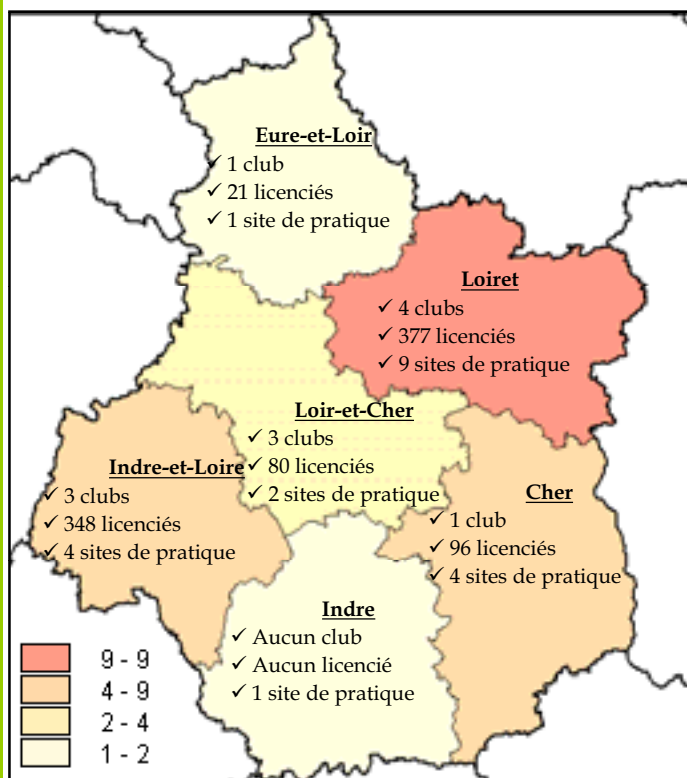 Eure-et-Loir
✓ 1 club
✓ 21 licenciés
✓ 1 site de pratique
Loiret
✓ 4 clubs
✓ 377 licenciés
✓ 9 sites de pratique
Loir-et-Cher
✓ 3 clubs
✓ 80 licenciés
✓ 2 sites de pratique
Indre-et-Loire
✓ 3 clubs
✓ 348 licenciés
✓ 4 sites de pratique
Cher
✓ 1 club
✓ 96 licenciés
✓ 4 sites de pratique
Indre
✓ Aucun club
✓ Aucun licencié
✓ 1 site de pratique
9 - 9
4 - 9
2 - 4
1 - 2